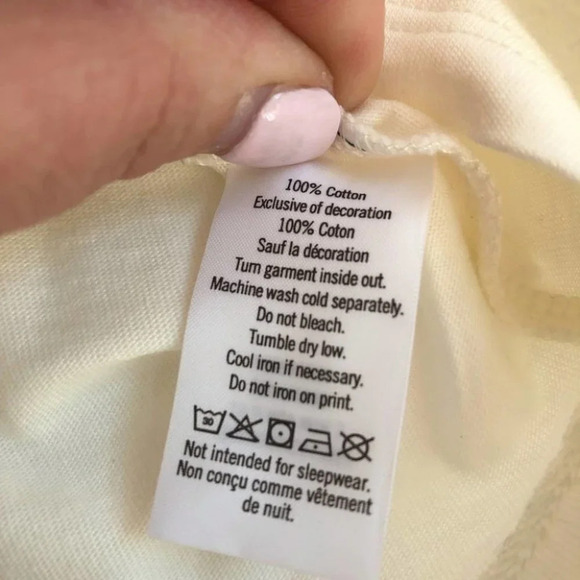 100% Cotton
Exclusive of decoration
100% Coton
Sauf la décoration
Turn garment inside out.
Machine wash cold separately.
Do not bleach.
Tumble dry low.
Cool iron if necessary.
Do not iron on print.
30
Not intended for sleepwear.
Non conçu comme vêtement
de nuit.